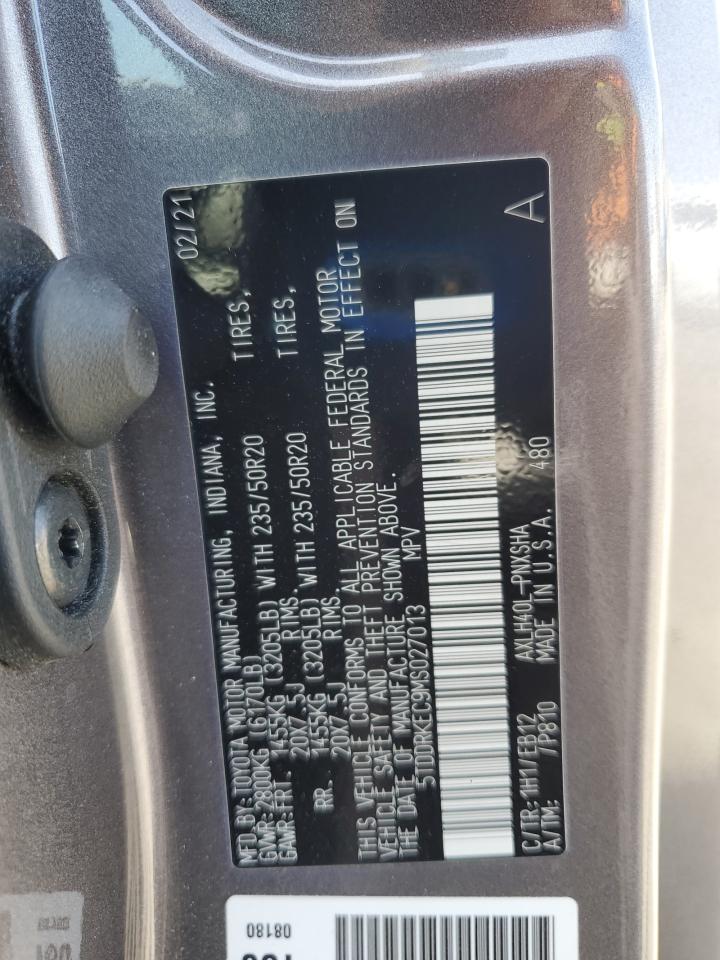 MFD BY: TOYOTA MOTOR MANUFACTURING, INDIANA, INC. 02/21
GVWR: 2800KG (6170LB)
GAWR: FRT. 1455KG (3205LB) WITH 235/50R20 TIRES,
20X7.5J RIMS.
RR. 1455KG (3205LB) WITH 235/50R20 TIRES,
20X7.5J RIMS.
THIS VEHICLE CONFORMS TO ALL APPLICABLE FEDERAL MOTOR
VEHICLE SAFETY AND THEFT PREVENTION STANDARDS IN EFFECT ON
THE DATE OF MANUFACTURE SHOWN ABOVE.
5TDDRKEC9MS027013 MPV
C/TR: 1H1/EB12 AXLH40L-PNXSHA
A/TM: /P810 MADE IN U.S.A. 480
A
08180